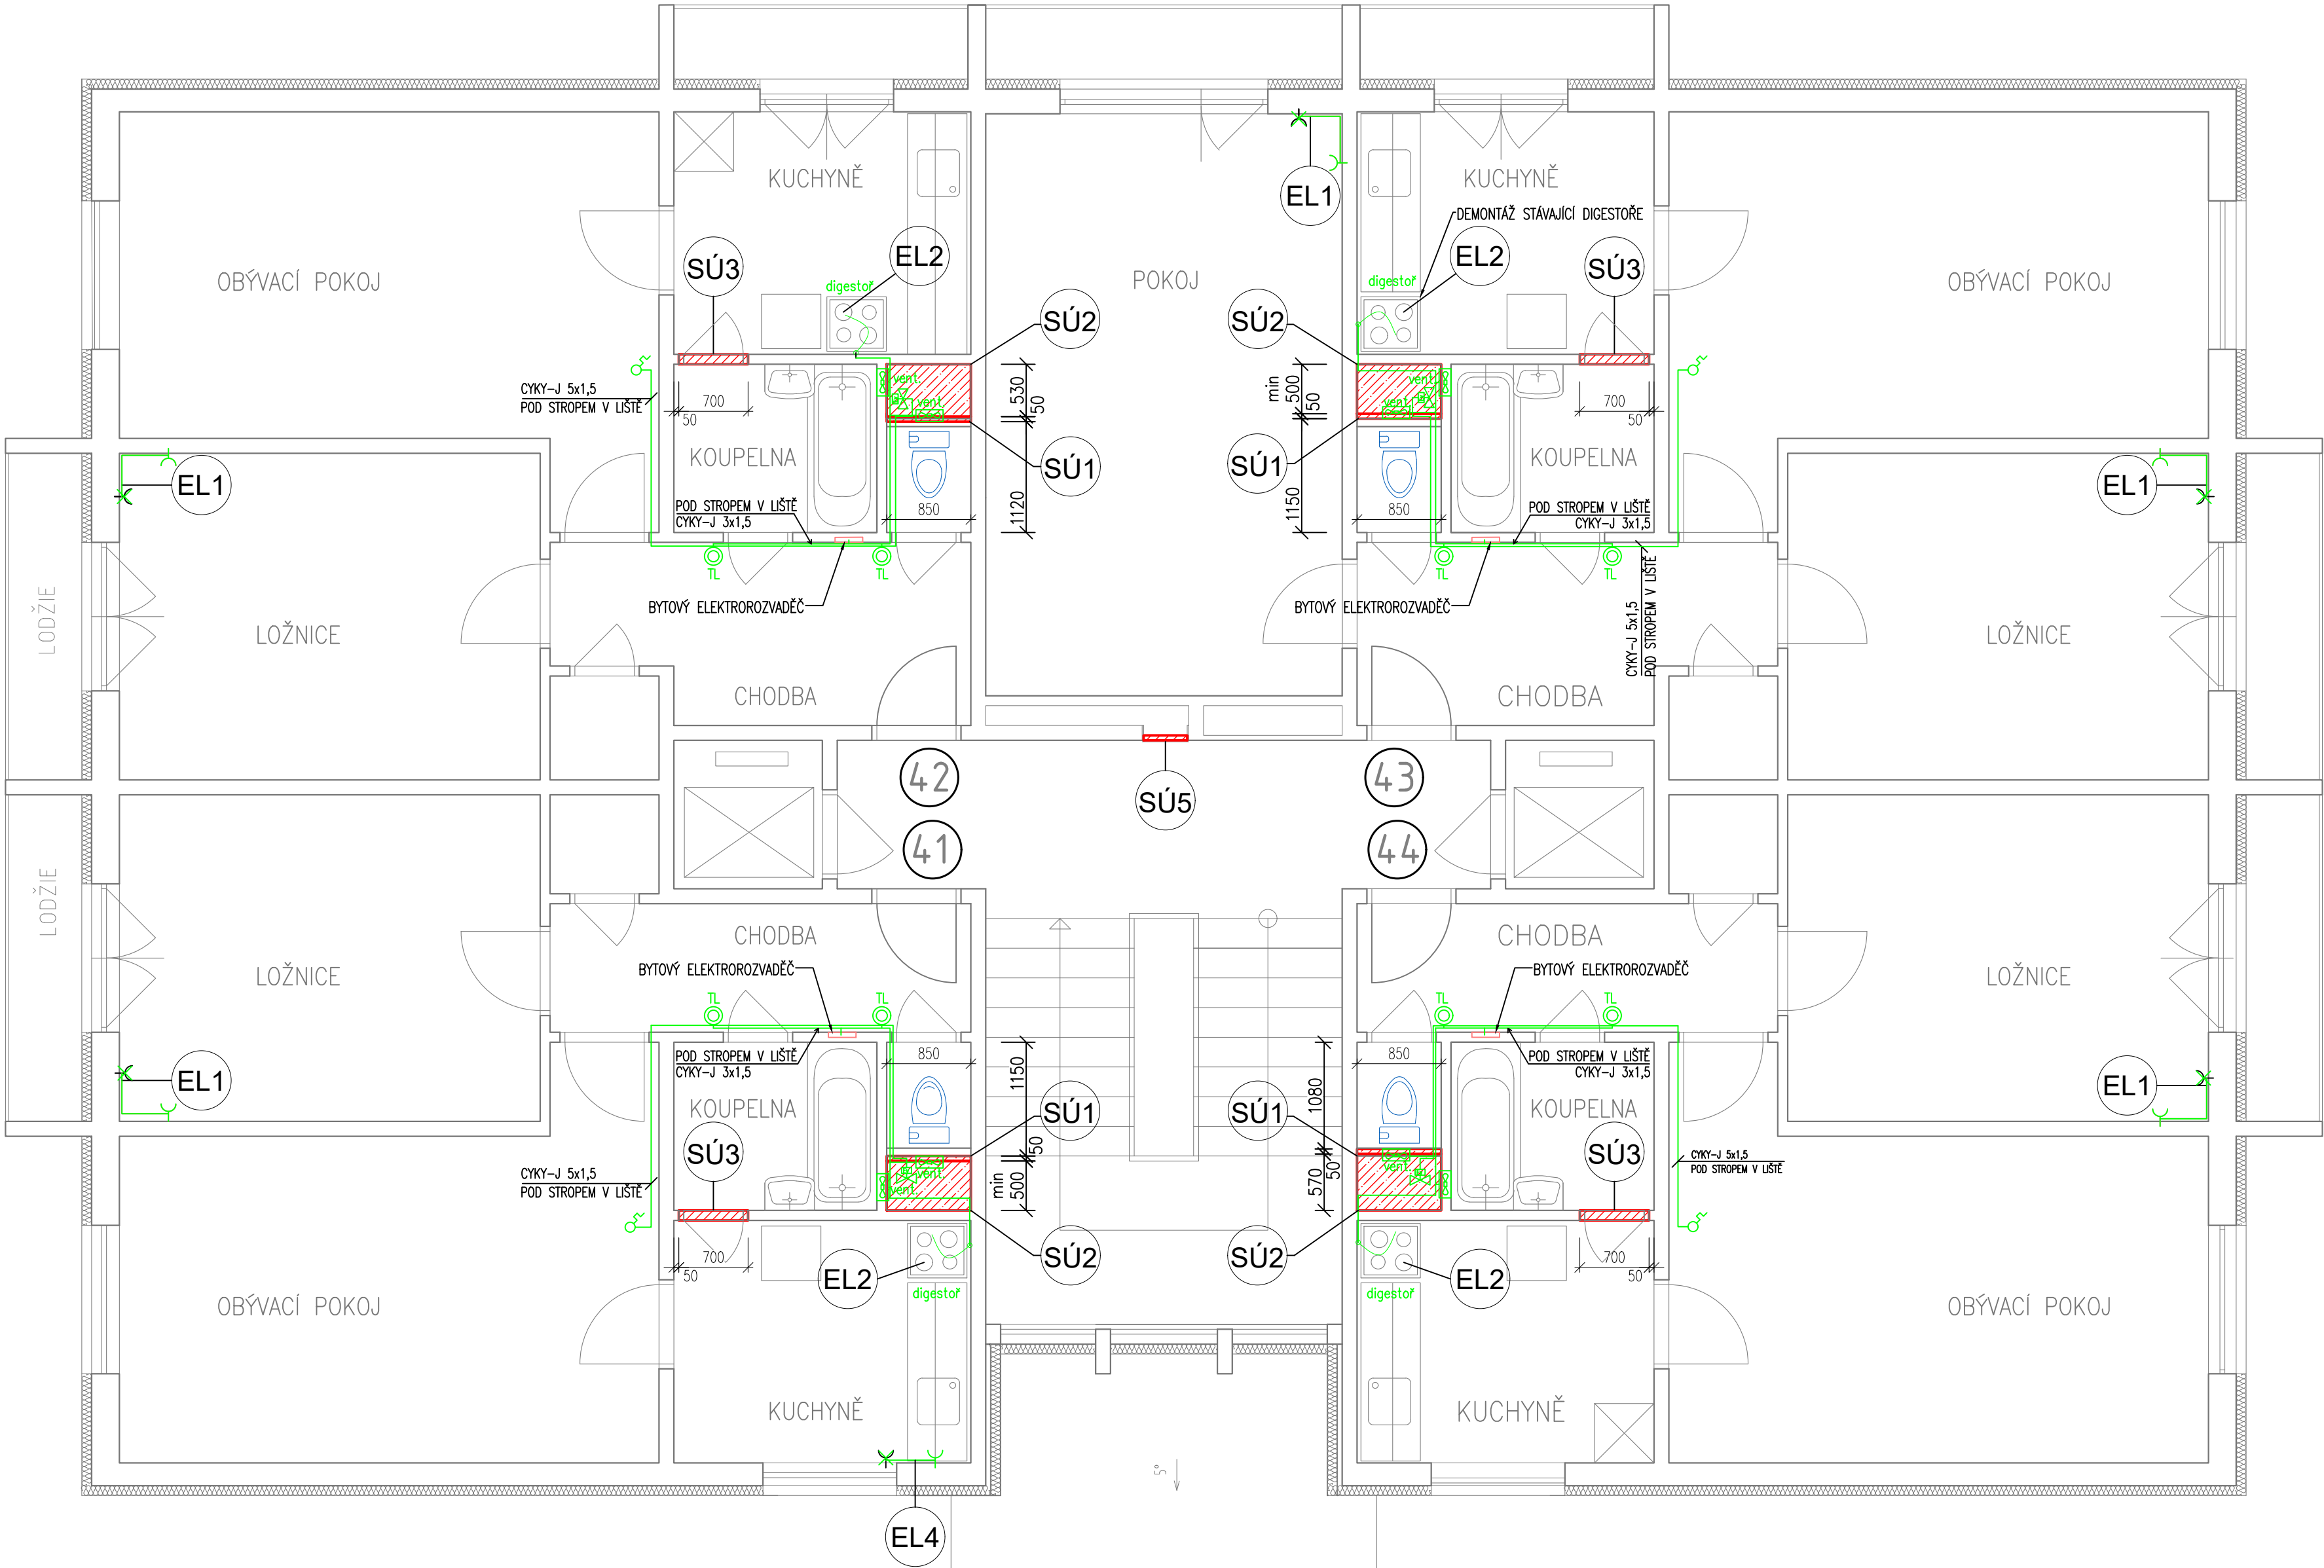 KUCHYNĚ
KUCHYNĚ
EL1
DEMONTÁŽ STÁVAJÍCÍ DIGESTOŘE
SÚ3
EL2
EL2
SÚ3
OBÝVACÍ POKOJ
digestoř
POKOJ
digestoř
OBÝVACÍ POKOJ
SÚ2
SÚ2
CYKY-J 5x1,5
POD STROPEM V LIŠTĚ
700
50
vent.
vent.
530
50
min
500
50
vent.
vent.
700
50
KOUPELNA
SÚ1
SÚ1
KOUPELNA
EL1
EL1
POD STROPEM V LIŠTĚ
CYKY-J 3x1,5
850
1120
1150
850
POD STROPEM V LIŠTĚ
CYKY-J 3x1,5
TL
TL
TL
TL
BYTOVÝ ELEKTROROZVADĚČ
BYTOVÝ ELEKTROROZVADĚČ
CYKY-J 5x1,5
POD STROPEM V LIŠTĚ
LODŽIE
LOŽNICE
LOŽNICE
CHODBA
CHODBA
42
43
SÚ5
41
44
LODŽIE
CHODBA
CHODBA
LOŽNICE
LOŽNICE
BYTOVÝ ELEKTROROZVADĚČ
BYTOVÝ ELEKTROROZVADĚČ
TL
TL
TL
TL
POD STROPEM V LIŠTĚ
CYKY-J 3x1,5
850
1150
1080
850
POD STROPEM V LIŠTĚ
CYKY-J 3x1,5
EL1
EL1
KOUPELNA
SÚ1
SÚ1
KOUPELNA
SÚ3
SÚ3
CYKY-J 5x1,5
POD STROPEM V LIŠTĚ
vent.
vent.
min
500
50
570
50
vent.
CYKY-J 5x1,5
POD STROPEM V LIŠTĚ
700
50
SÚ2
SÚ2
700
50
EL2
EL2
digestoř
digestoř
OBÝVACÍ POKOJ
OBÝVACÍ POKOJ
KUCHYNĚ
KUCHYNĚ
5°
EL4